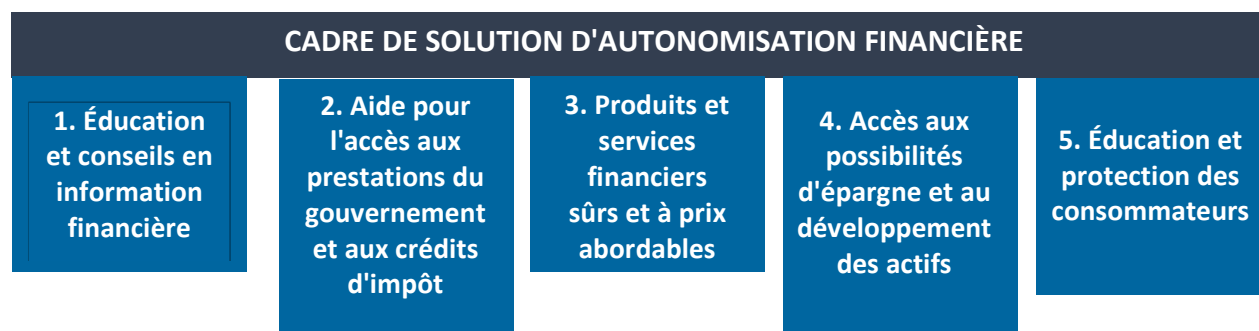 CADRE DE SOLUTION D'AUTONOMISATION FINANCIÈRE
1. Éducation
et conseils en
information
financière
2. Aide pour
l'accès aux
prestations du
gouvernement
et aux crédits
d'impôt
3. Produits et
services
financiers
sûrs et à prix
abordables
4. Accès aux
possibilités
d'épargne et au
développement
des actifs
5. Éducation et
protection des
consommateurs